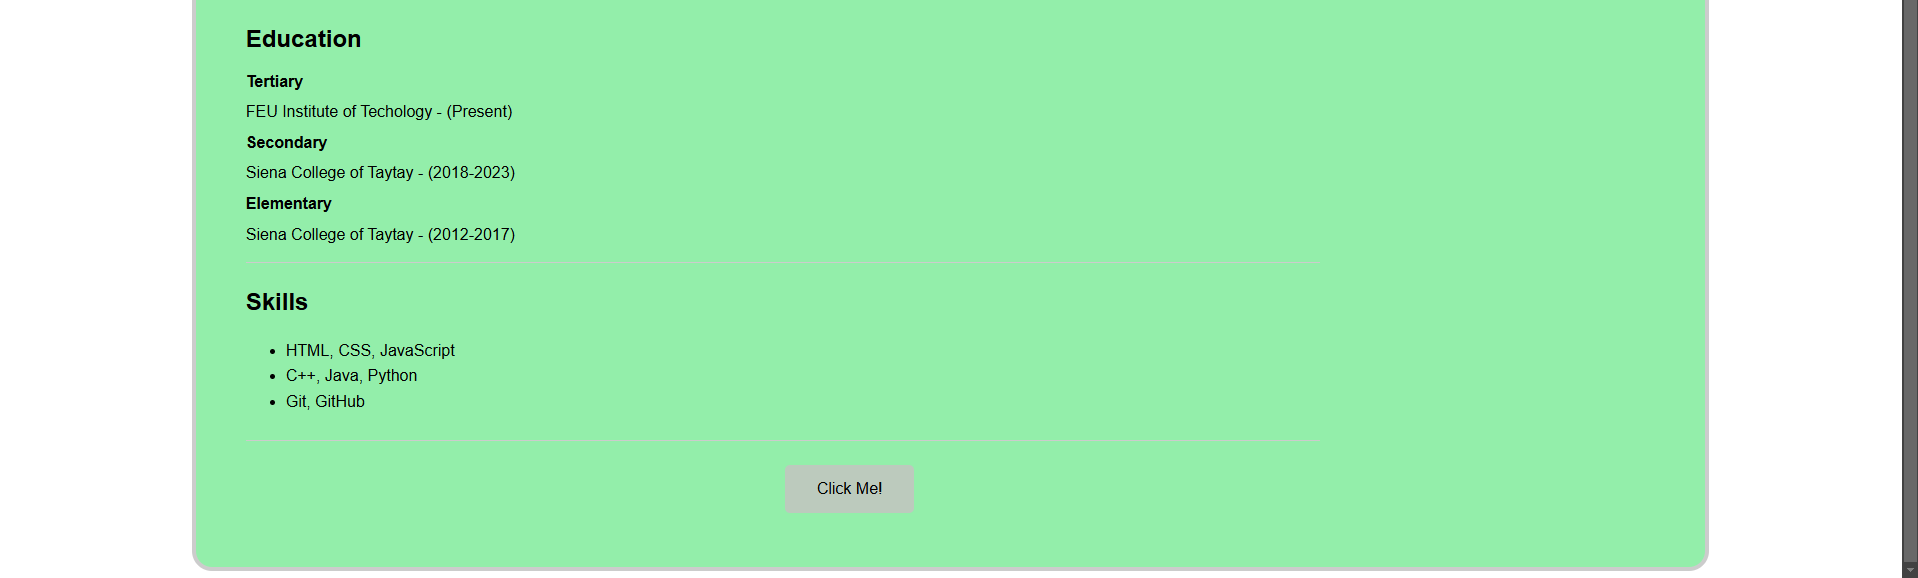 Education
Tertiary
FEU Institute of Techology - (Present)
Secondary
Siena College of Taytay - (2018-2023)
Elementary
Siena College of Taytay - (2012-2017)
Skills
• HTML, CSS, JavaScript
• C++, Java, Python
• Git, GitHub
Click Me!